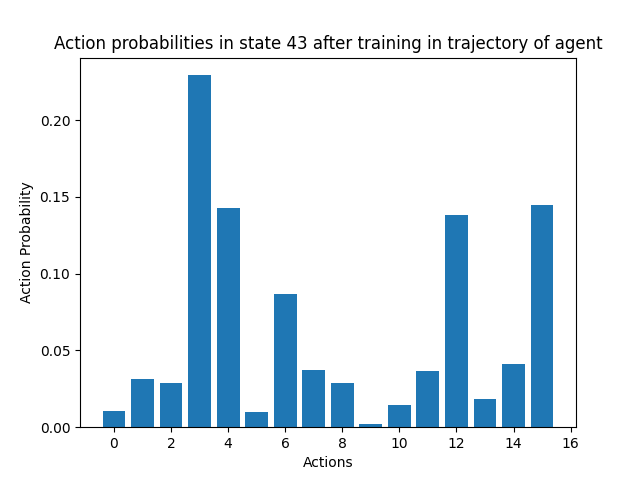 Action probabilities in state 43 after training in trajectory of agent
Action Probability
0.20
0.15
0.10
0.05
0.00
0 2 4 6 8 10 12 14 16
Actions